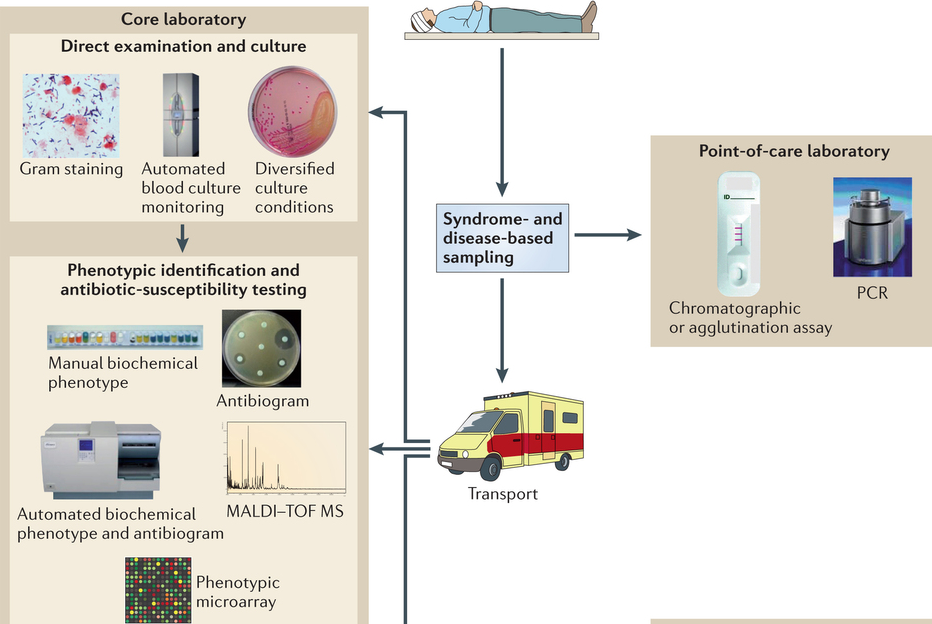 Core laboratory
Direct examination and culture
Gram staining
Automated
blood culture
monitoring
Diversified
culture
conditions
Phenotypic identification and
antibiotic-susceptibility testing
Manual biochemical
phenotype
Antibiogram
Automated biochemical
phenotype and antibiogram
MALDI–TOF MS
Phenotypic
microarray
Syndrome- and
disease-based
sampling
Transport
Point-of-care laboratory
ID
Chromatographic
or agglutination assay
PCR